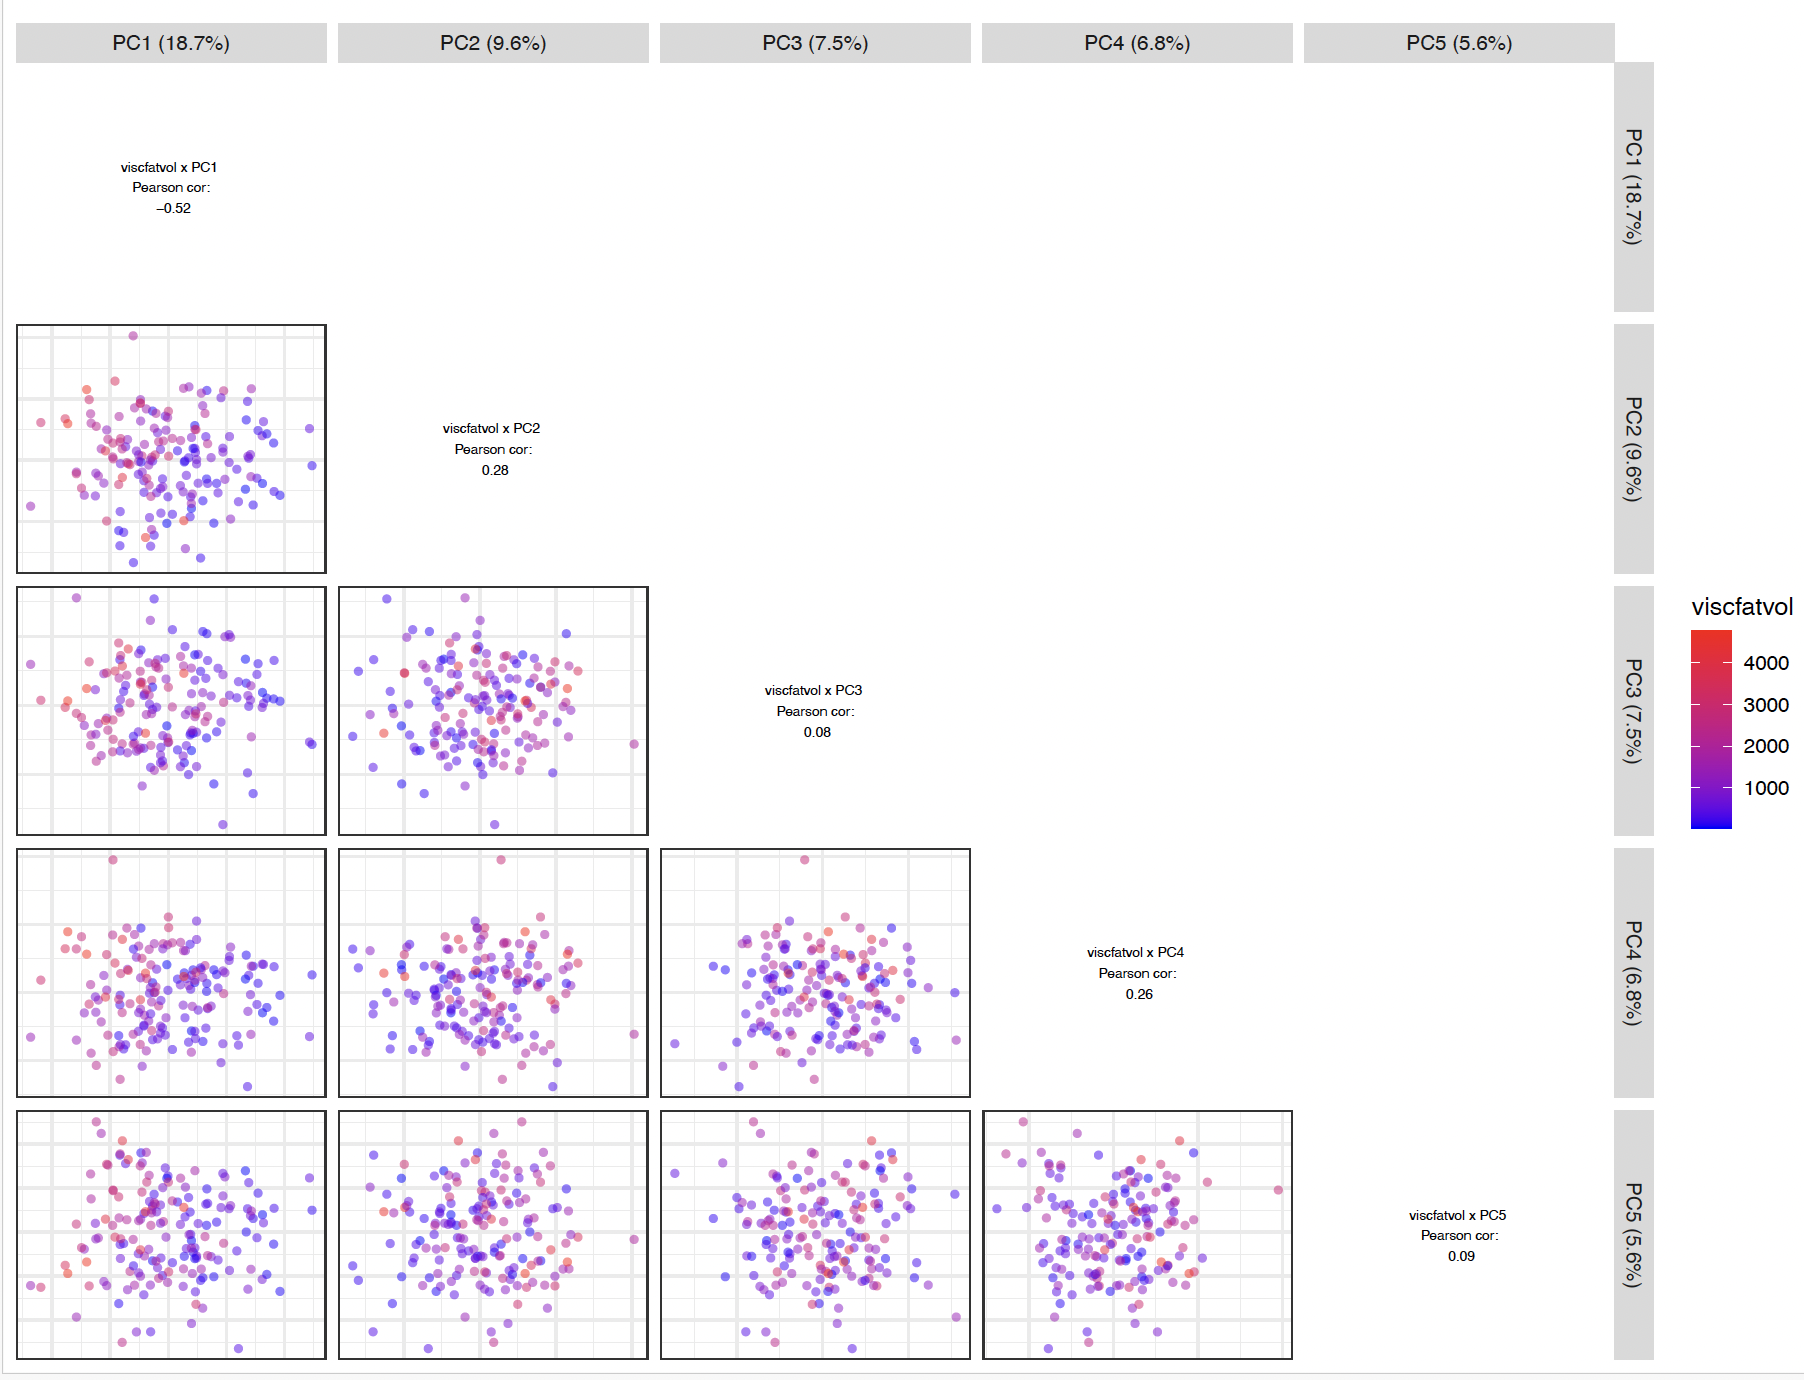 PC1 (18.7%)
PC2 (9.6%)
PC3 (7.5%)
PC4 (6.8%)
PC5 (5.6%)
viscfatvol x PC1
Pearson cor:
−0.52
PC1 (18.7%)
viscfatvol x PC2
Pearson cor:
0.28
PC2 (9.6%)
viscfatvol x PC3
Pearson cor:
0.08
PC3 (7.5%)
viscfatvol x PC4
Pearson cor:
0.26
PC4 (6.8%)
viscfatvol x PC5
Pearson cor:
0.09
PC5 (5.6%)
viscfatvol
4000
3000
2000
1000